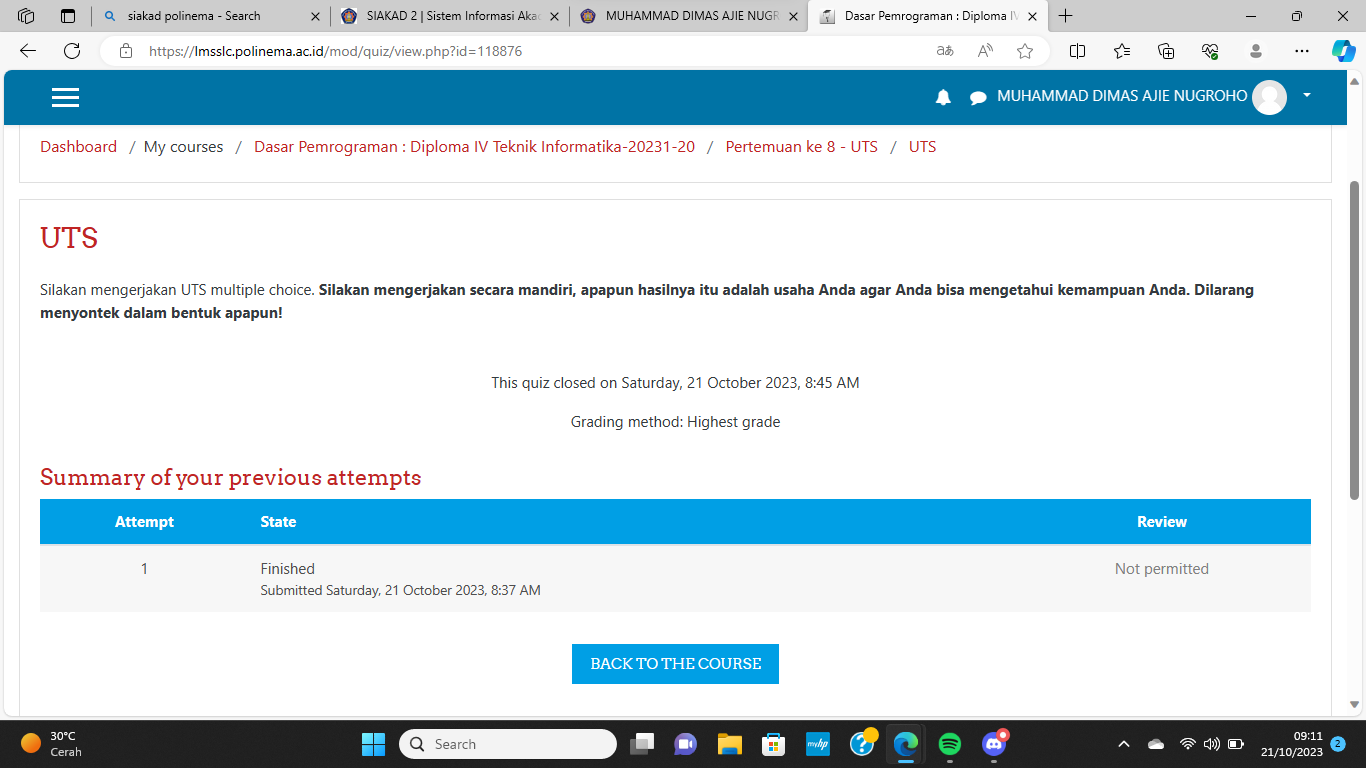 siakad polinema - Search
SIAKAD 2 | Sistem Informasi Aka
MUHAMMAD DIMAS AJIE NUGR
Dasar Pemrograman : Diploma IV
https://lmsslc.polinema.ac.id/mod/quiz/view.php?id=118876
MUHAMMAD DIMAS AJIE NUGROHO
Dashboard / My courses / Dasar Pemrograman : Diploma IV Teknik Informatika-20231-20 / Pertemuan ke 8 - UTS / UTS
UTS
Silakan mengerjakan UTS multiple choice. Silakan mengerjakan secara mandiri, apapun hasilnya itu adalah usaha Anda agar Anda bisa mengetahui kemampuan Anda. Dilarang
menyontek dalam bentuk apapun!
This quiz closed on Saturday, 21 October 2023, 8:45 AM
Grading method: Highest grade
Summary of your previous attempts
Attempt State Review
1 Finished Not permitted
Submitted Saturday, 21 October 2023, 8:37 AM
BACK TO THE COURSE
30°C
Cerah
Search
myhp
09:11
21/10/2023
2